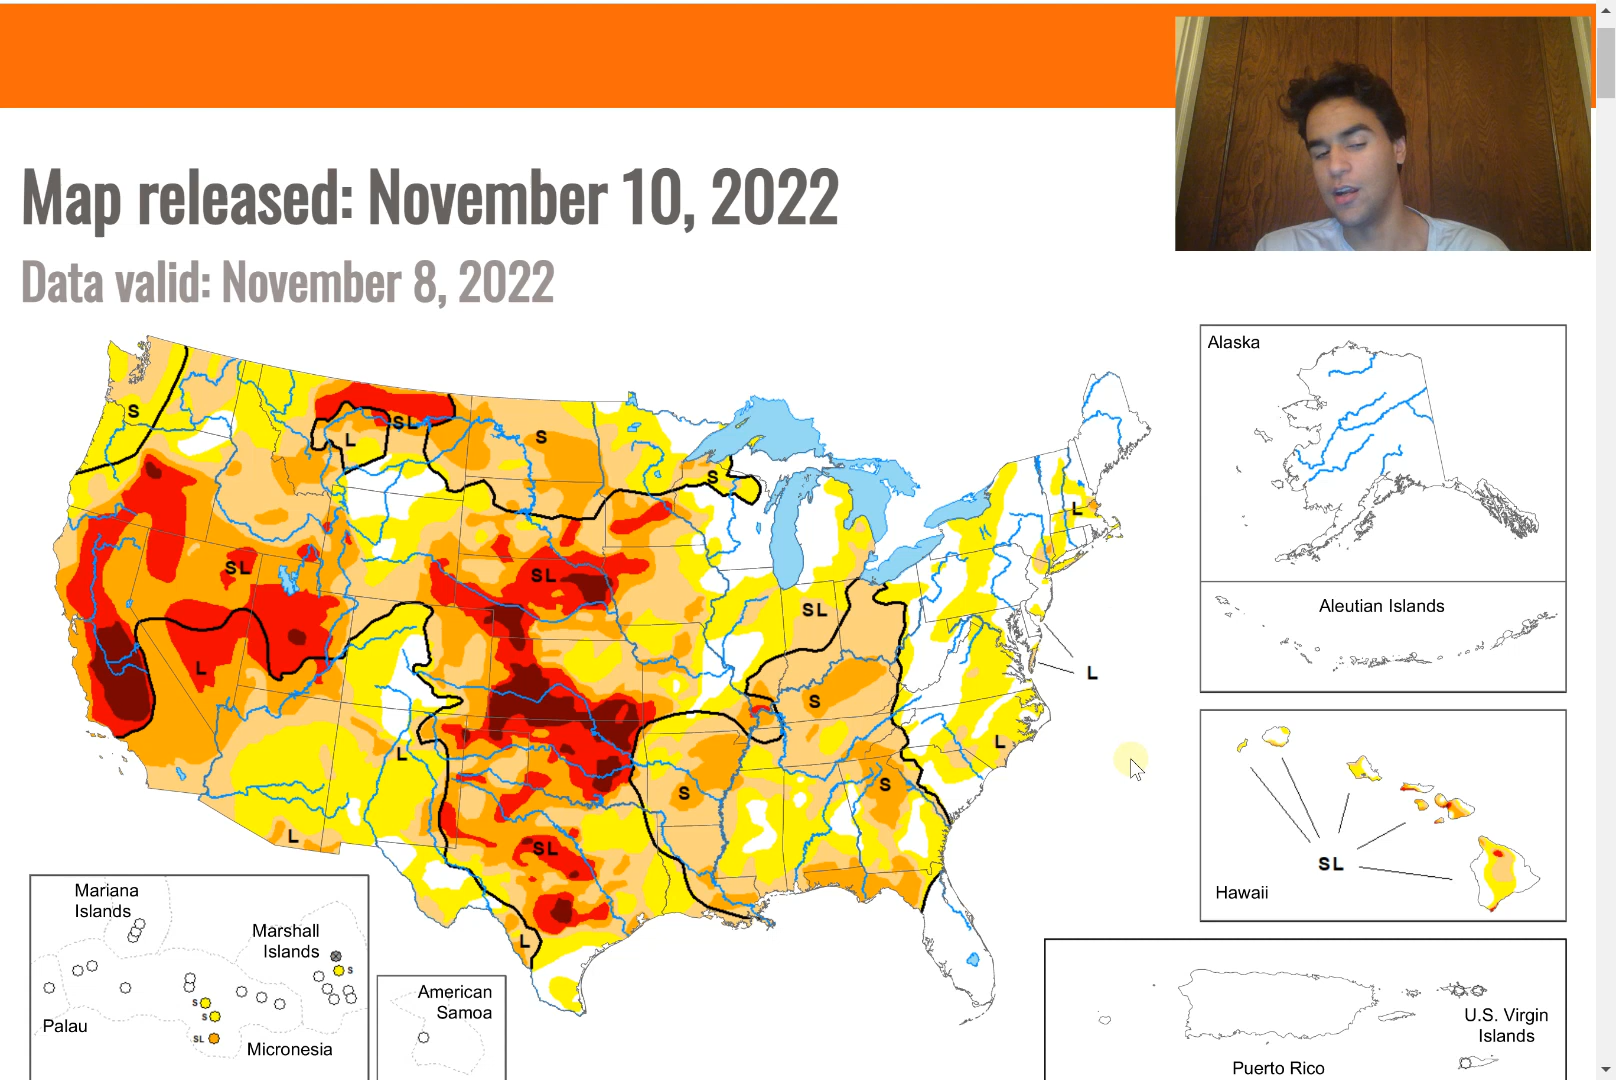 Map released: November 10, 2022
Data valid: November 8, 2022
Alaska
Aleutian Islands
S
L
SL
S
S
L
SL
SL
SL
L
L
S
L
L
S
S
L
SL
L
SL
Hawaii
Mariana
Islands
Marshall
Islands
S
S
S
SL
Palau
Micronesia
American
Samoa
U.S. Virgin
Islands
Puerto Rico